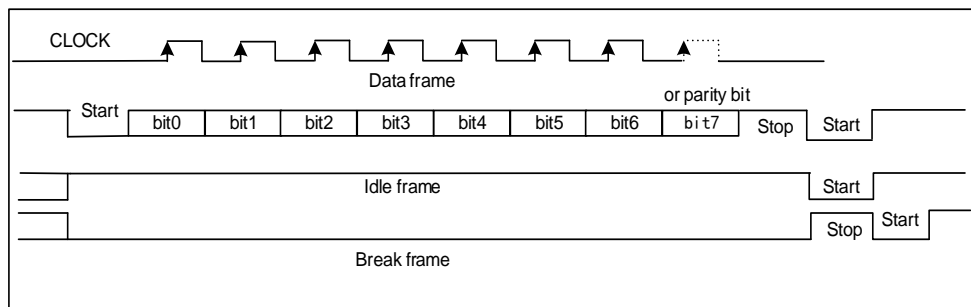 CLOCK
Data frame
or parity bit
Start bit0 bit1 bit2 bit3 bit4 bit5 bit6 bit7 Stop Start
Idle frame Start
Stop Start
Break frame